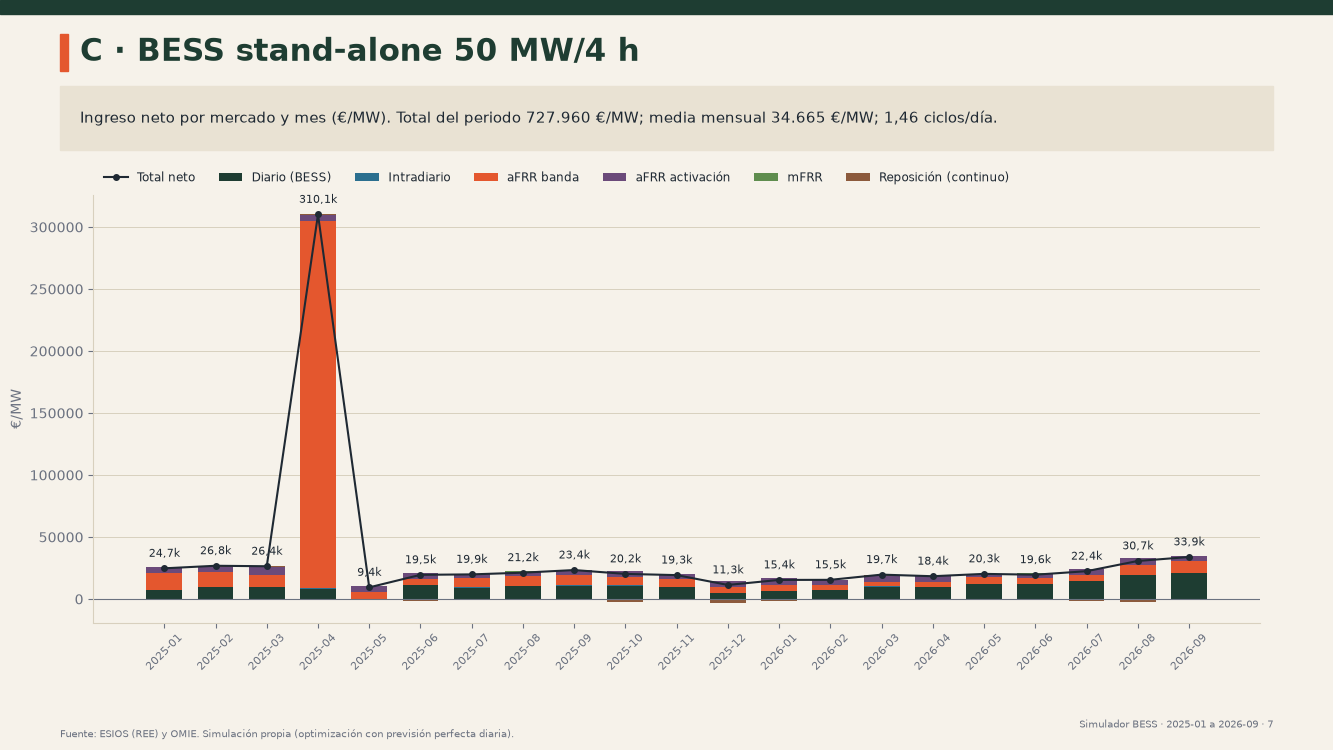 C · BESS stand-alone 50 MW/4 h
Ingreso neto por mercado y mes (€/MW). Total del periodo 727.960 €/MW; media mensual 34.665 €/MW; 1,46 ciclos/día.
Total neto Diario (BESS) Intradiario aFRR banda aFRR activación mFRR Reposición (continuo)
€/MW
300000
250000
200000
150000
100000
50000
0
24,7k 26,8k 26,4k 310,1k 9,4k 19,5k 19,9k 21,2k 23,4k 20,2k 19,3k 11,3k 15,4k 15,5k 19,7k 18,4k 20,3k 19,6k 22,4k 30,7k 33,9k
2025-01 2025-02 2025-03 2025-04 2025-05 2025-06 2025-07 2025-08 2025-09 2025-10 2025-11 2025-12 2026-01 2026-02 2026-03 2026-04 2026-05 2026-06 2026-07 2026-08 2026-09
Simulador BESS · 2025-01 a 2026-09 · 7
Fuente: ESIOS (REE) y OMIE. Simulación propia (optimización con previsión perfecta diaria).